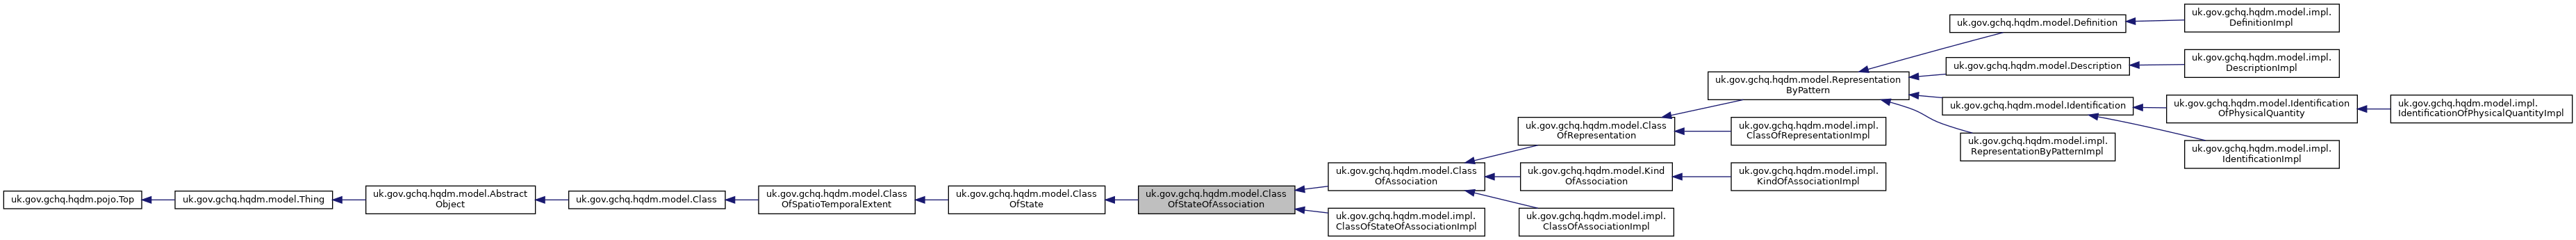 uk.gov.gchq.hqdm.pojo.Top
uk.gov.gchq.hqdm.model.Thing
uk.gov.gchq.hqdm.model.Abstract
Object
uk.gov.gchq.hqdm.model.Class
uk.gov.gchq.hqdm.model.Class
OfSpatioTemporalExtent
uk.gov.gchq.hqdm.model.Class
OfState
uk.gov.gchq.hqdm.model.Class
OfStateOfAssociation
uk.gov.gchq.hqdm.model.Class
OfAssociation
uk.gov.gchq.hqdm.model.impl.
ClassOfStateOfAssociationImpl
uk.gov.gchq.hqdm.model.Class
OfRepresentation
uk.gov.gchq.hqdm.model.Kind
OfAssociation
uk.gov.gchq.hqdm.model.impl.
ClassOfAssociationImpl
uk.gov.gchq.hqdm.model.Representation
ByPattern
uk.gov.gchq.hqdm.model.impl.
ClassOfRepresentationImpl
uk.gov.gchq.hqdm.model.impl.
KindOfAssociationImpl
uk.gov.gchq.hqdm.model.Definition
uk.gov.gchq.hqdm.model.Description
uk.gov.gchq.hqdm.model.Identification
uk.gov.gchq.hqdm.model.impl.
RepresentationByPatternImpl
uk.gov.gchq.hqdm.model.impl.
DefinitionImpl
uk.gov.gchq.hqdm.model.impl.
DescriptionImpl
uk.gov.gchq.hqdm.model.Identification
OfPhysicalQuantity
uk.gov.gchq.hqdm.model.impl.
IdentificationImpl
uk.gov.gchq.hqdm.model.impl.
IdentificationOfPhysicalQuantityImpl